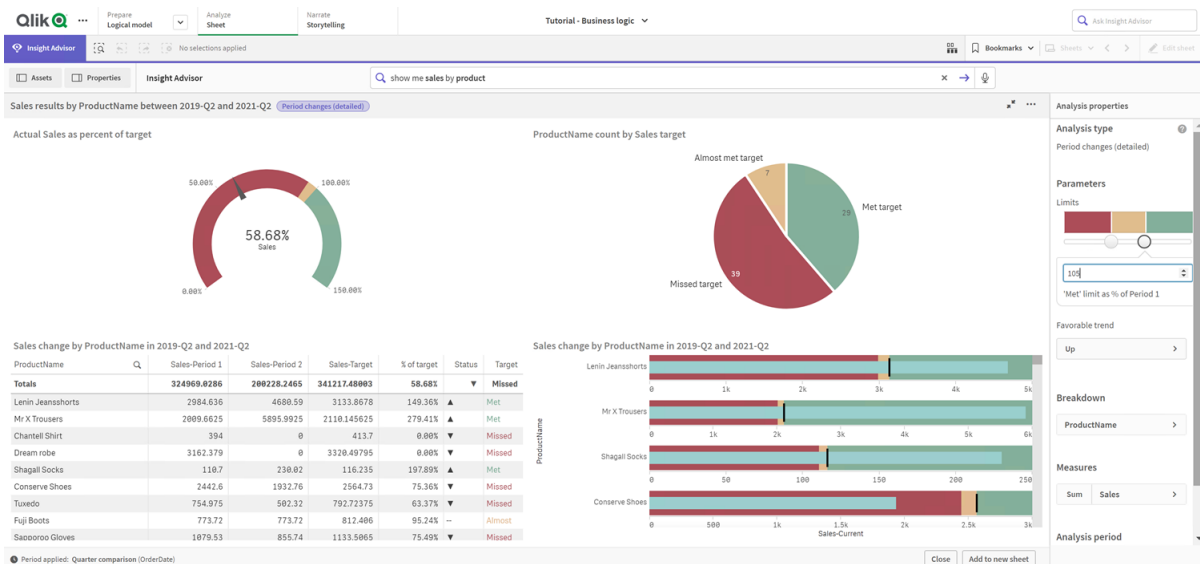 Qlik
Prepare
Logical model
Analyze
Sheet
Narrate
Storytelling
Tutorial - Business logic
Ask Insight Advisor
Insight Advisor
No selections applied
Bookmarks
Sheets
Edit sheet
Assets
Properties
Insight Advisor
show me sales by product
Sales results by ProductName between 2019-Q2 and 2021-Q2 Period changes (detailed)
Actual Sales as percent of target
50.00% 100.00%
58.68%
Sales
0.00% 150.00%
ProductName count by Sales target
Almost met target
7
29
Met target
39
Missed target
Sales change by ProductName in 2019-Q2 and 2021-Q2
ProductName Sales-Period 1 Sales-Period 2 Sales-Target % of target Status Target
Totals 324969.0286 200228.2465 341217.48003 58.68% ▼ Missed
Lenin Jeansshorts 2984.636 4680.59 3133.8678 149.36% ▲ Met
Mr X Trousers 2009.6625 5895.9925 2110.145625 279.41% ▲ Met
Chantell Shirt 394 0 413.7 0.00% ▼ Missed
Dream robe 3162.379 0 3320.49795 0.00% ▼ Missed
Shagall Socks 110.7 230.02 116.235 197.89% ▲ Met
Conserve Shoes 2442.6 1932.76 2564.73 75.36% ▼ Missed
Tuxedo 754.975 502.32 792.72375 63.37% ▼ Missed
Fuji Boots 773.72 773.72 812.406 95.24% -- Almost
Sapporoo Gloves 1079.53 855.74 1133.5065 75.49% ▼ Missed
Sales change by ProductName in 2019-Q2 and 2021-Q2
ProductName
Lenin Jeansshorts
0 1k 2k 3k 4k 5k
Mr X Trousers
0 1k 2k 3k 4k 5k 6k
Shagall Socks
0 50 100 150 200 250
Conserve Shoes
0 500 1k 1.5k 2k 2.5k 3k
Sales-Current
Analysis properties
Analysis type
Period changes (detailed)
Parameters
Limits
105
'Met' limit as % of Period 1
Favorable trend
Up
Breakdown
ProductName
Measures
Sum Sales
Analysis period
Period applied: Quarter comparison (OrderDate)
Close
Add to new sheet